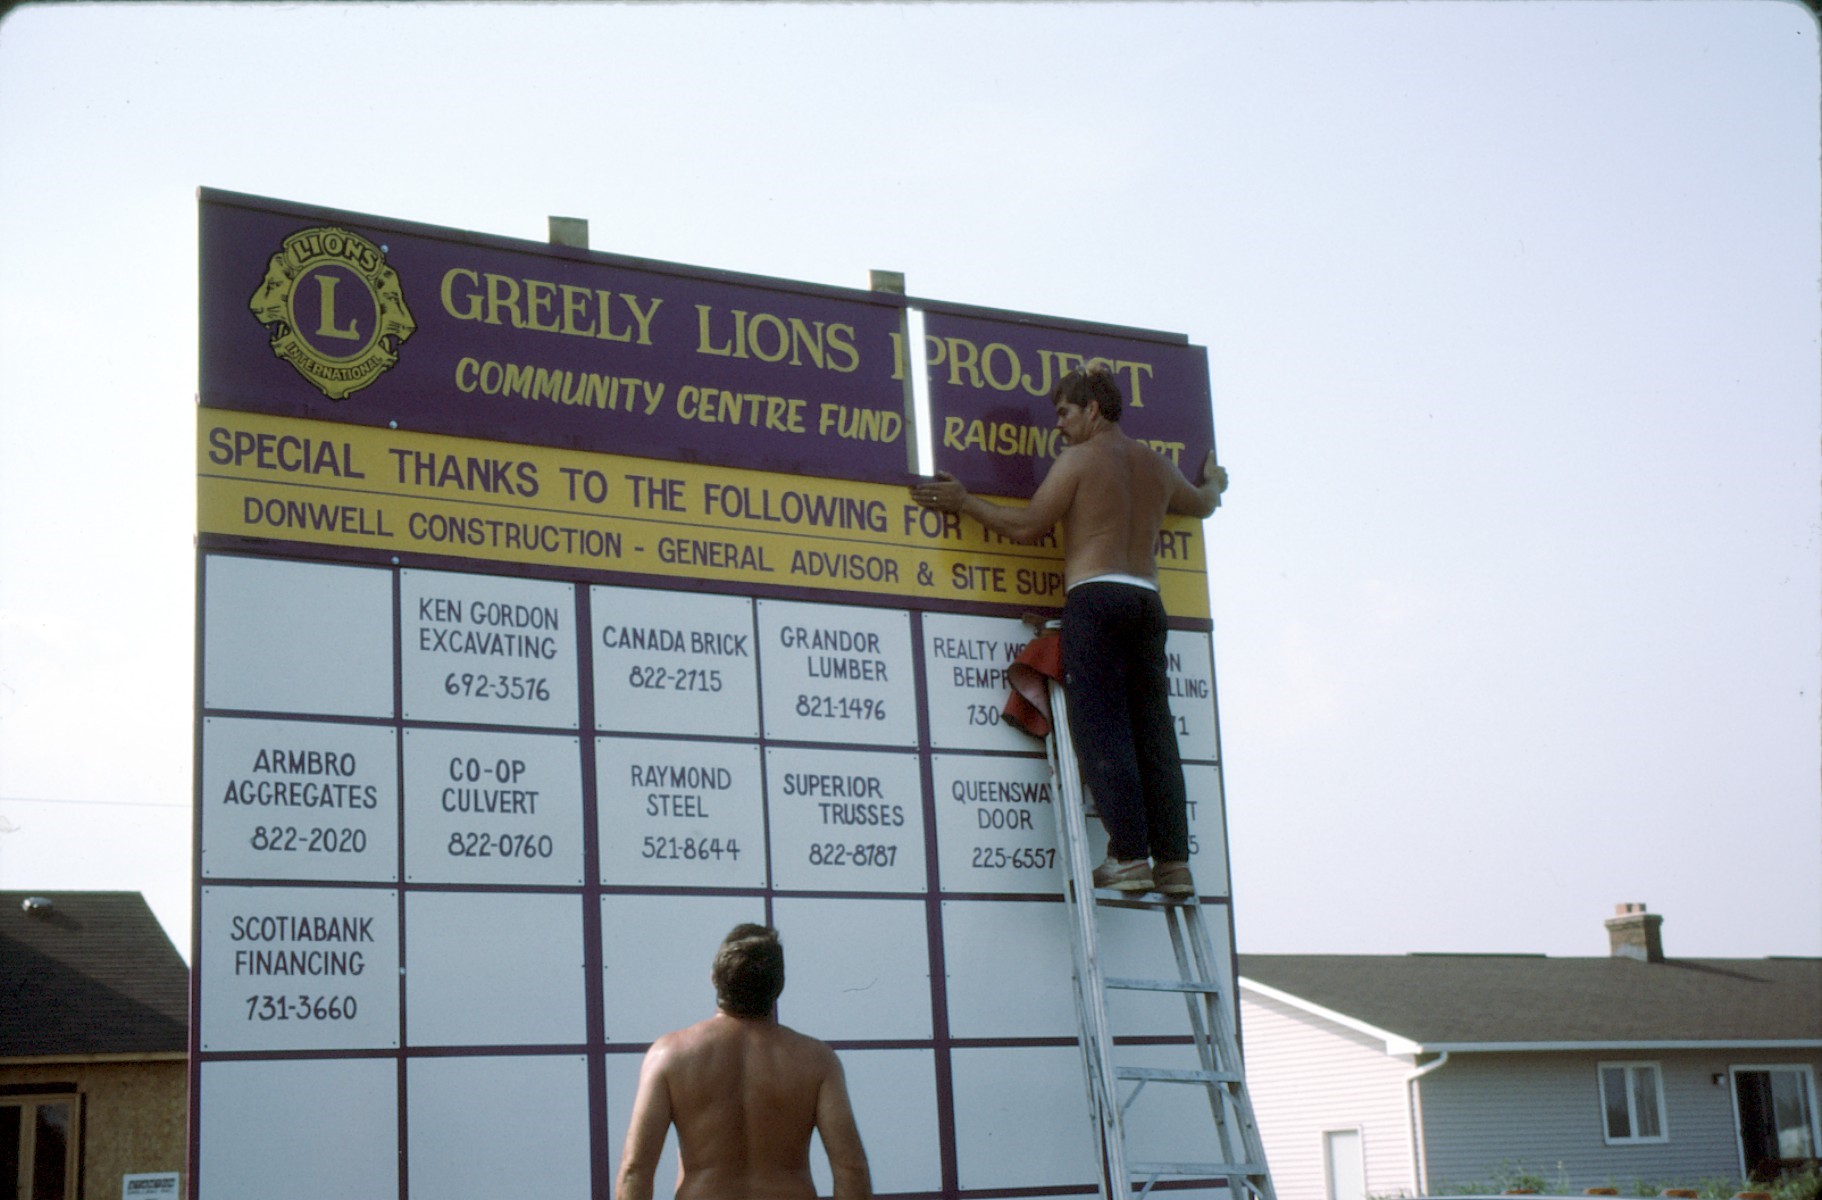 LIONS
L
INTERNATIONAL
GREELY LIONS PROJECT
COMMUNITY CENTRE FUND RAISING
SPECIAL THANKS TO THE FOLLOWING FOR THEIR
DONWELL CONSTRUCTION - GENERAL ADVISOR & SITE
KEN GORDON
EXCAVATING
692-3576
CANADA BRICK
822-2715
GRANDOR
LUMBER
821-1496
REALTY
ARMBRO
AGGREGATES
822-2020
CO-OP
CULVERT
822-0760
RAYMOND
STEEL
521-8644
SUPERIOR
TRUSSES
822-8787
QUEENSWAY
DOOR
225-6557
SCOTIABANK
FINANCING
731-3660